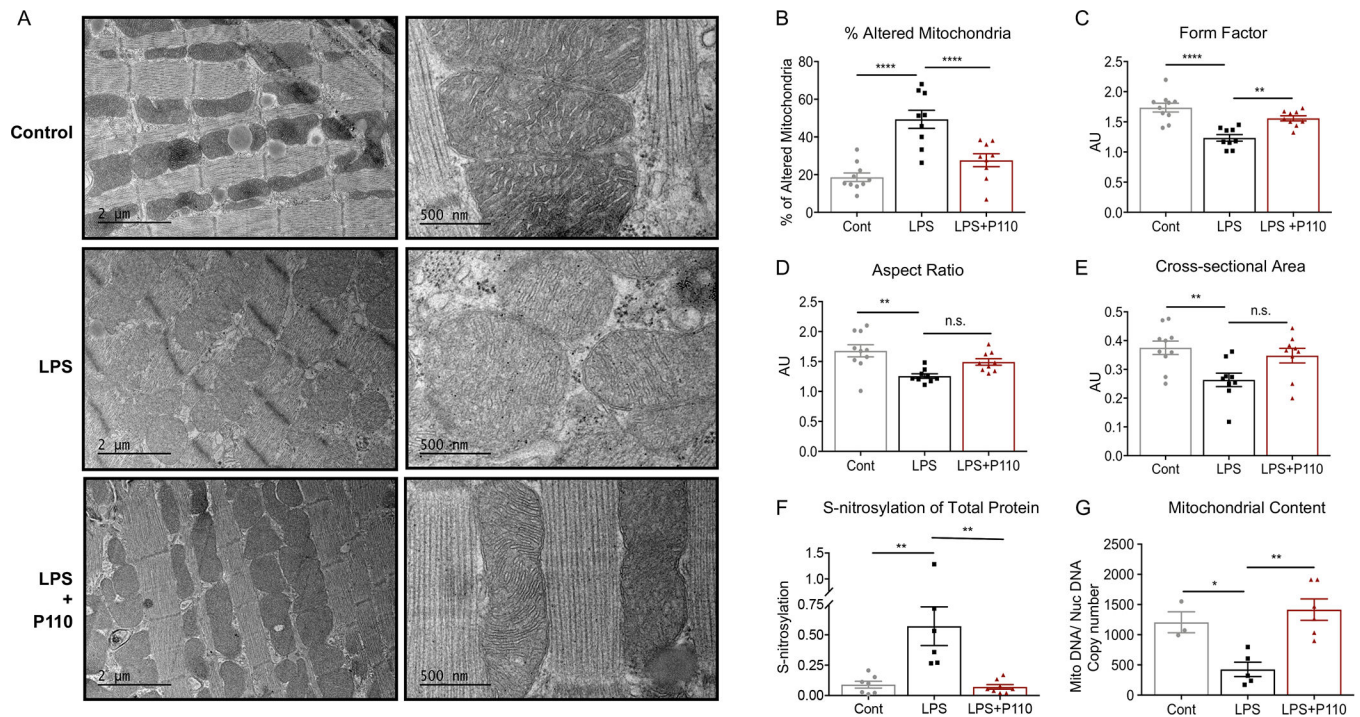 A
Control
2 µm
500 nm
LPS
2 µm
500 nm
LPS
+
P110
2 µm
500 nm
B
% Altered Mitochondria
% of Altered Mitochondria
80
60
40
20
0
****
****
Cont
LPS
LPS+P110
C
Form Factor
AU
2.5
2.0
1.5
1.0
0.5
0.0
****
**
Cont
LPS
LPS +P110
D
Aspect Ratio
AU
2.5
2.0
1.5
1.0
0.5
0.0
**
n.s.
Cont
LPS
LPS+P110
E
Cross-sectional Area
AU
0.5
0.4
0.3
0.2
0.1
0.0
**
n.s.
Cont
LPS
LPS+P110
F
S-nitrosylation of Total Protein
S-nitrosylation
1.5
1.0
0.75
0.50
0.25
0.00
**
**
Cont
LPS
LPS+P110
G
Mitochondrial Content
Mito DNA/ Nuc DNA
Copy number
2500
2000
1500
1000
500
0
*
**
Cont
LPS
LPS+P110